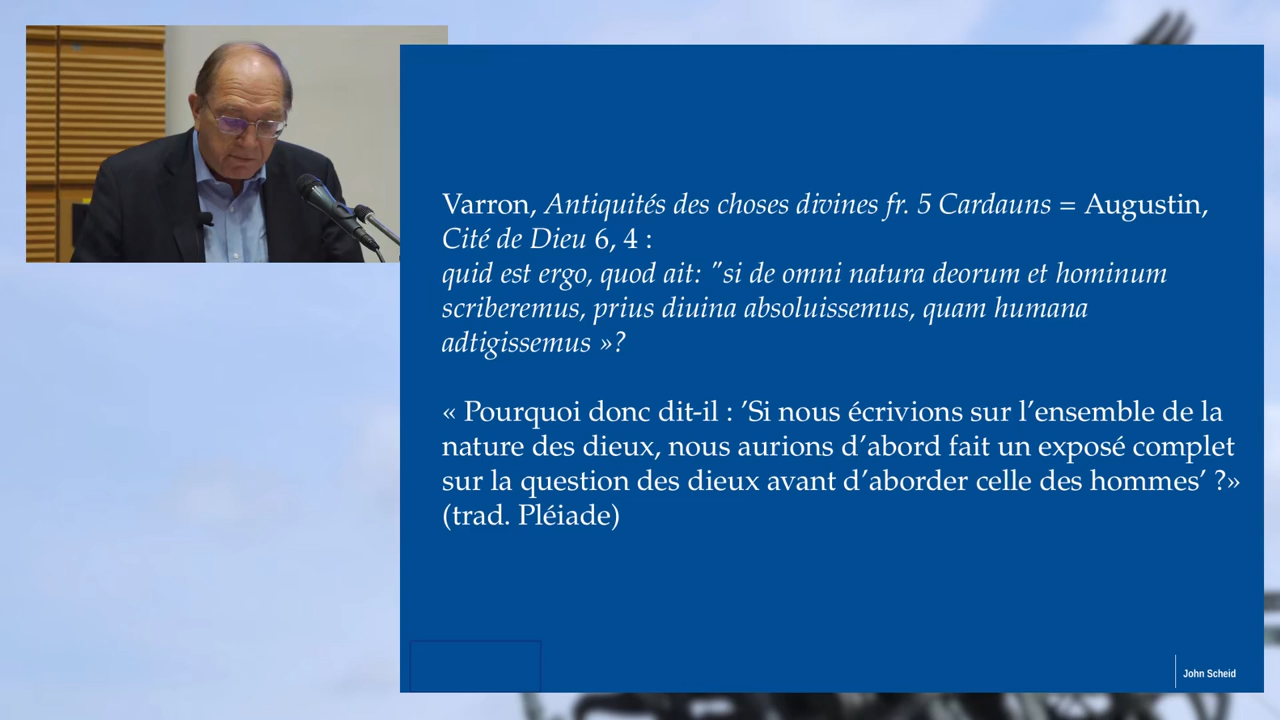 Varron, Antiquités des choses divines fr. 5 Cardauns = Augustin,
Cité de Dieu 6, 4 :
quid est ergo, quod ait: "si de omni natura deorum et hominum
scriberemus, prius diuina absoluissemus, quam humana
adtigissemus »?
« Pourquoi donc dit-il : ’Si nous écrivions sur l’ensemble de la
nature des dieux, nous aurions d’abord fait un exposé complet
sur la question des dieux avant d’aborder celle des hommes’ ?»
(trad. Pléiade)
John Scheid